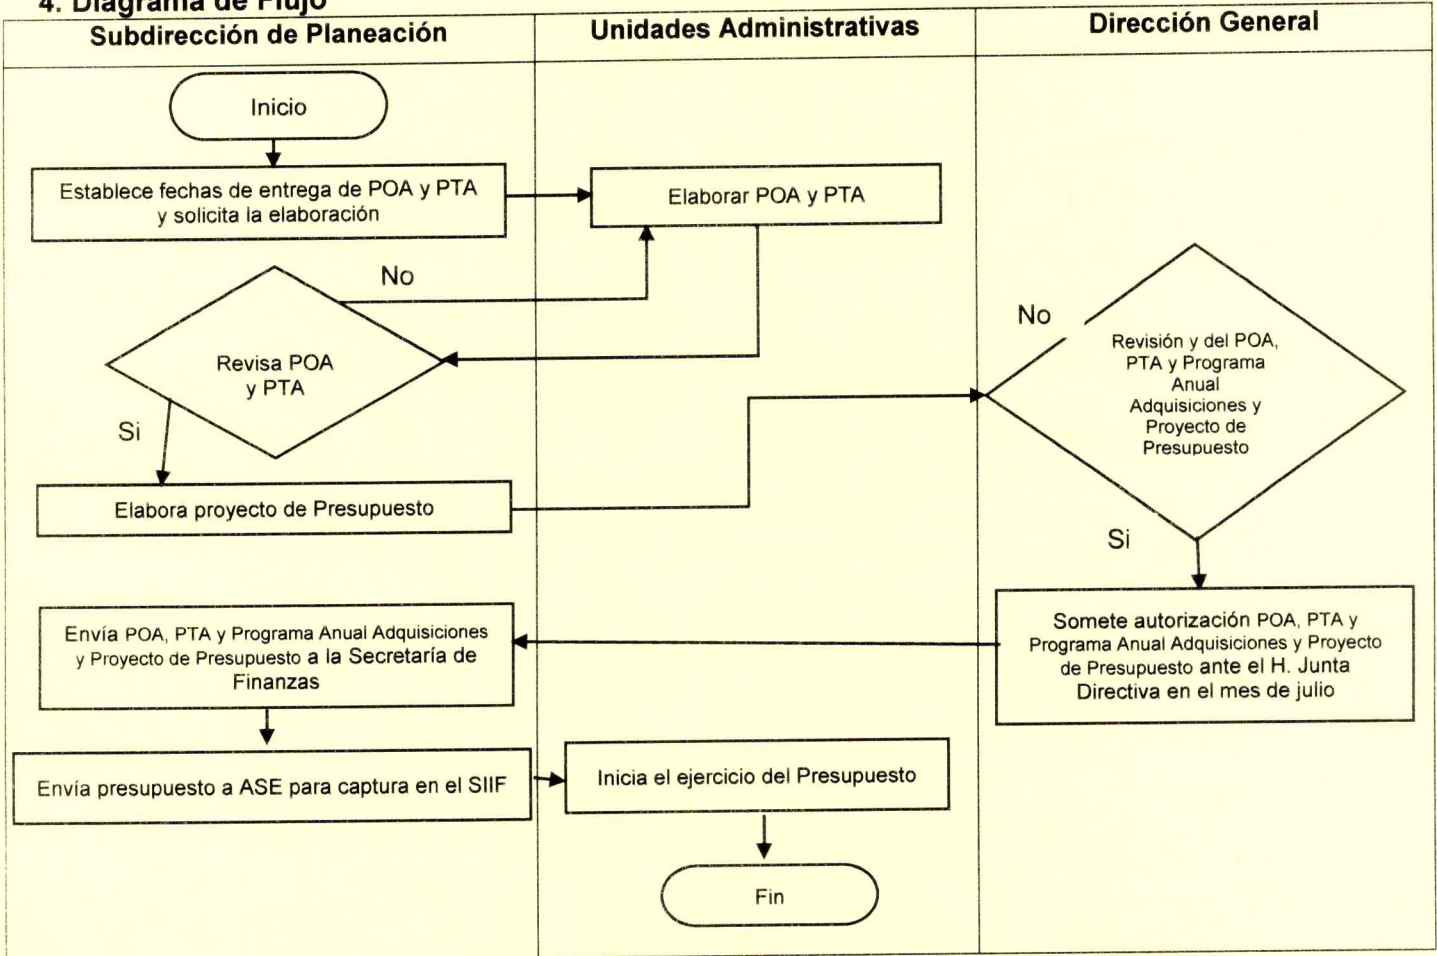 4. Diagrama de Flujo
Subdirección de Planeación
Unidades Administrativas
Dirección General
Inicio
Establece fechas de entrega de POA y PTA
y solicita la elaboración
Elaborar POA y PTA
No
Revisa POA
y PTA
Si
Elabora proyecto de Presupuesto
No
Revisión y del POA,
PTA y Programa
Anual
Adquisiciones y
Proyecto de
Presupuesto
Si
Somete autorización POA, PTA y
Programa Anual Adquisiciones y Proyecto
de Presupuesto ante el H. Junta
Directiva en el mes de julio
Envía POA, PTA y Programa Anual Adquisiciones
y Proyecto de Presupuesto a la Secretaría de
Finanzas
Envía presupuesto a ASE para captura en el SIIF
Inicia el ejercicio del Presupuesto
Fin